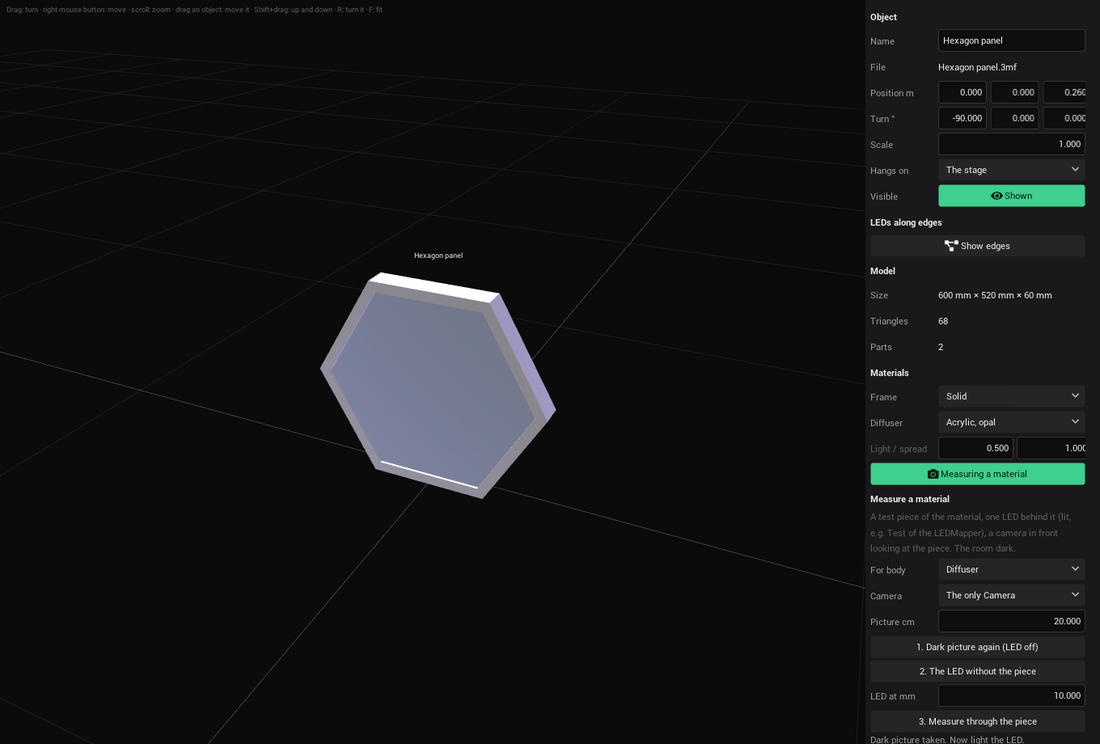 Drag: turn · right mouse button: move · scroll: zoom · drag an object: move it · Shift+drag: up and down · R: turn it · F: fit
Hexagon panel
Object
Name Hexagon panel
File Hexagon panel.3mf
Position m 0.000 0.000 0.260
Turn ° -90.000 0.000 0.000
Scale 1.000
Hangs on The stage
Visible Shown
LEDs along edges
Show edges
Model
Size 600 mm × 520 mm × 60 mm
Triangles 68
Parts 2
Materials
Frame Solid
Diffuser Acrylic, opal
Light / spread 0.500 1.000
Measuring a material
Measure a material
A test piece of the material, one LED behind it (lit,
e.g. Test of the LEDMapper), a camera in front
looking at the piece. The room dark.
For body Diffuser
Camera The only Camera
Picture cm 20.000
1. Dark picture again (LED off)
2. The LED without the piece
LED at mm 10.000
3. Measure through the piece
Dark picture taken. Now light the LED.